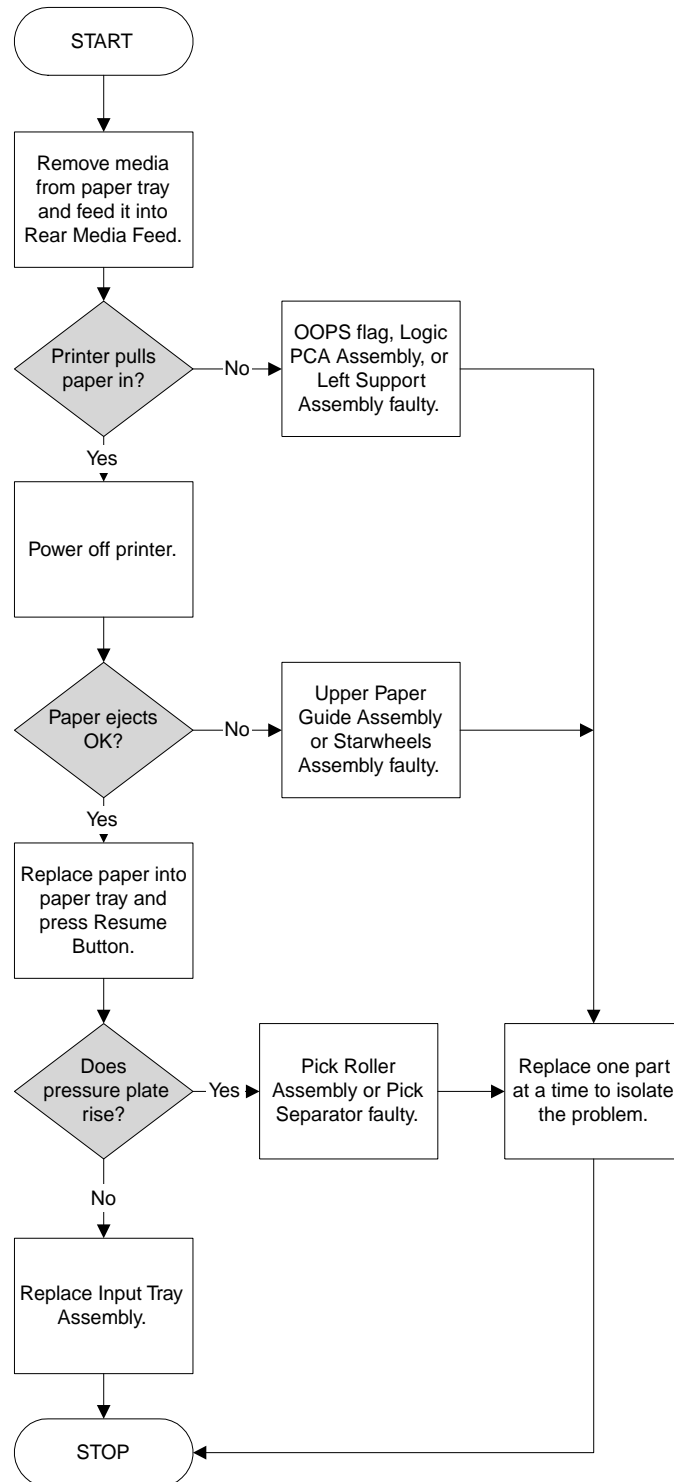 START
Remove media
from paper tray
and feed it into
Rear Media Feed.
Printer pulls
paper in?
No
OOPS flag, Logic
PCA Assembly, or
Left Support
Assembly faulty.
Yes
Power off printer.
Paper ejects
OK?
No
Upper Paper
Guide Assembly
or Starwheels
Assembly faulty.
Yes
Replace paper into
paper tray and
press Resume
Button.
Does
pressure plate
rise?
Yes
Pick Roller
Assembly or Pick
Separator faulty.
Replace one part
at a time to isolate
the problem.
No
Replace Input Tray
Assembly.
STOP